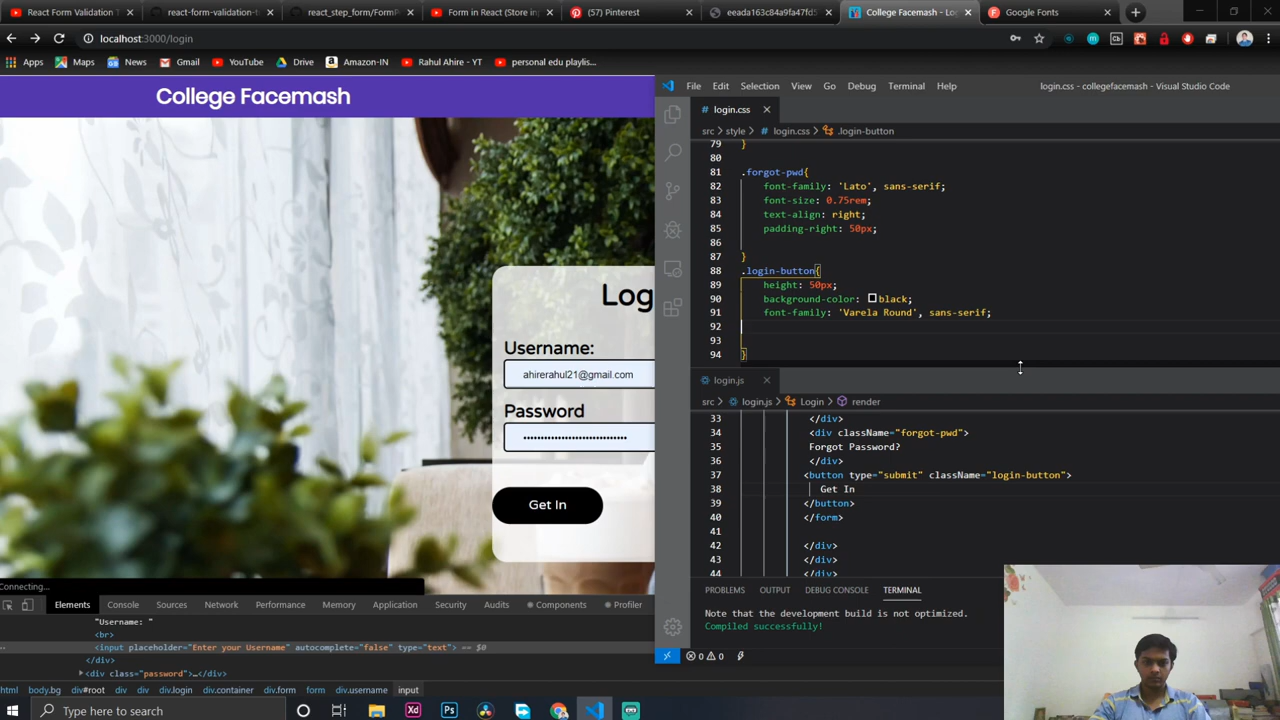 React Form Validation T
react-form-validation-t
react_step_form/FormP
Form in React (Store in
(57) Pinterest
eeada163c84a9fa47fd5
College Facemash - Lo
Google Fonts
localhost:3000/login
Apps
Maps
News
Gmail
YouTube
Drive
Amazon-IN
Rahul Ahire - YT
personal edu playlis...
College Facemash
Log
Username:
ahirerahul21@gmail.com
Password
Get In
File Edit Selection View Go Debug Terminal Help
login.css - collegefacemash - Visual Studio Code
login.css
src > style > login.css > .login-button
79 }
80
81 .forgot-pwd{
82 font-family: 'Lato', sans-serif;
83 font-size: 0.75rem;
84 text-align: right;
85 padding-right: 50px;
86
87 }
88 .login-button{
89 height: 50px;
90 background-color: black;
91 font-family: 'Varela Round', sans-serif;
92
93
94 }
login.js
src > login.js > Login > render
33 </div>
34 <div className="forgot-pwd">
35 Forgot Password?
36 </div>
37 <button type="submit" className="login-button">
38 Get In
39 </button>
40 </form>
41
42 </div>
43 </div>
44 </div>
PROBLEMS OUTPUT DEBUG CONSOLE TERMINAL
Note that the development build is not optimized.
Compiled successfully!
0 0
Connecting...
Elements Console Sources Network Performance Memory Application Security Audits Components Profiler
"Username: "
<br>
<input placeholder="Enter your Username" autocomplete="false" type="text"> == $0
</div>
<div class="password">…</div>
html body.bg div#root div div.login div.container div.form form div.username input
Type here to search